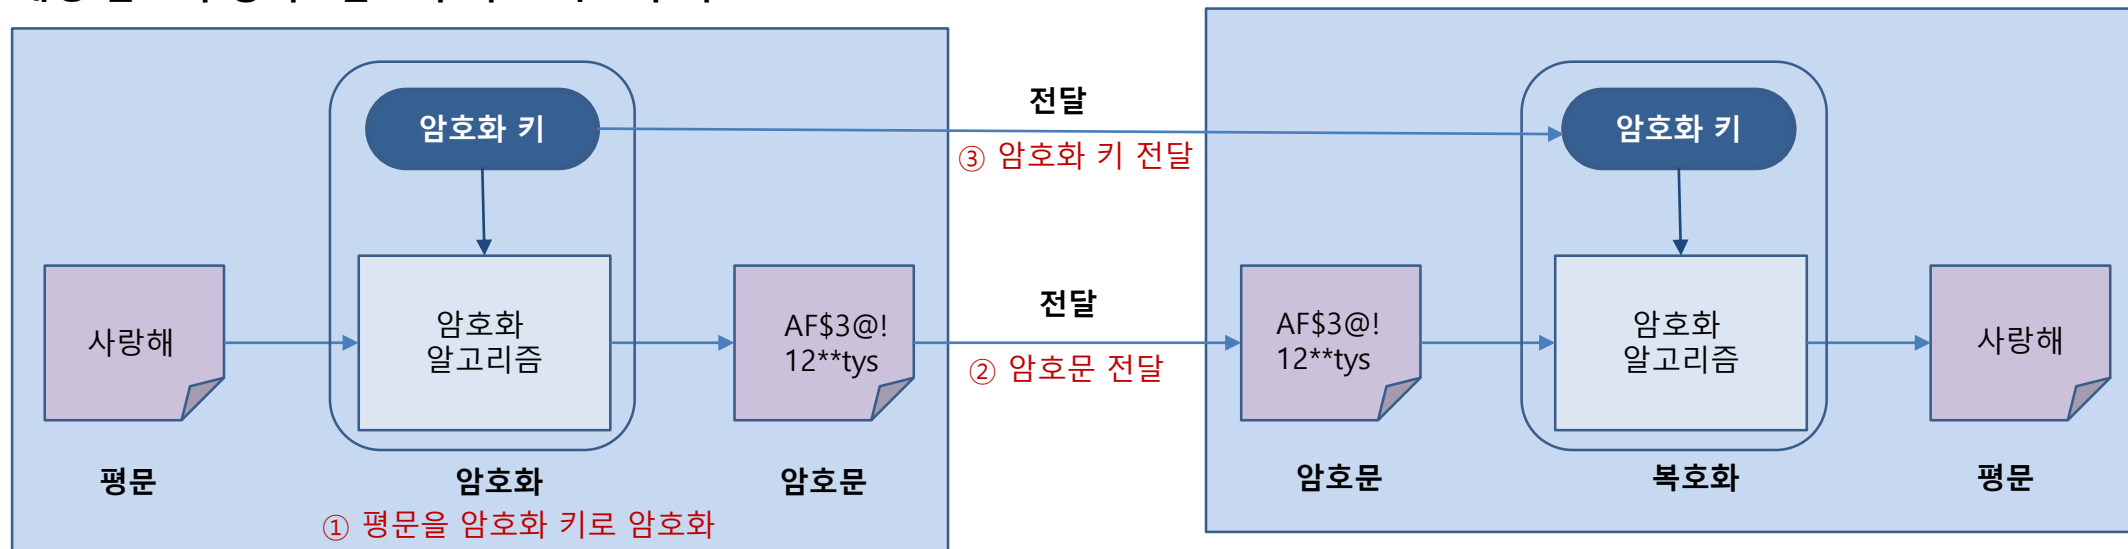 암호화 키
전달
③ 암호화 키 전달
암호화 키
사랑해
암호화
알고리즘
AF$3@!
12**tys
전달
② 암호문 전달
AF$3@!
12**tys
암호화
알고리즘
사랑해
평문
암호화
암호문
① 평문을 암호화 키로 암호화
암호문
복호화
평문